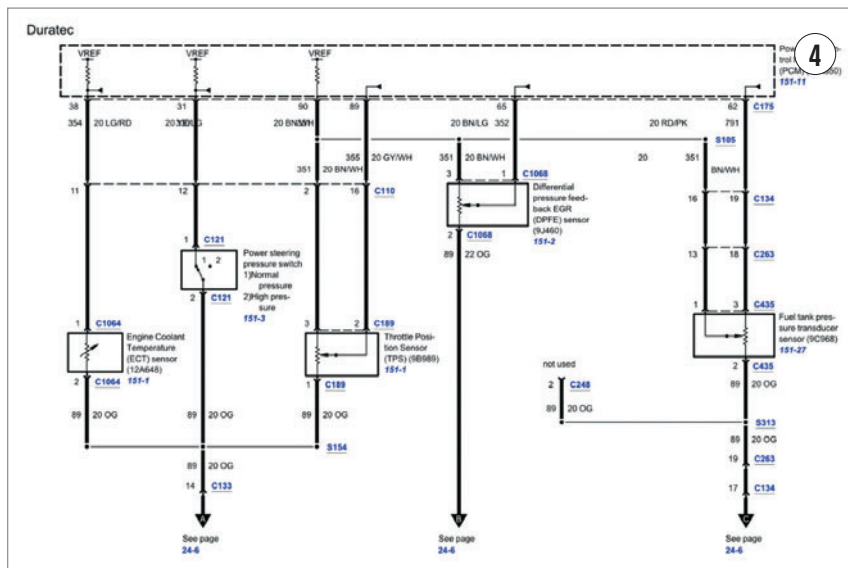 Duratec
4
VREF
VREF
VREF
(PCM)
151-11
38
31
90
89
65
62
C175
354
20 LG/RD
20
20
355
20 GY/WH
20 BN/LG
352
20 RD/PK
791
S105
351
20 BN/WH
351
20 BN/WH
20
351
BN/WH
11
12
2
16
C110
3
1
C1068
Differential
pressure feed-
back EGR
(DPFE) sensor
(9J460)
151-2
16
19
C134
1
C121
Power steering
pressure switch
1)Normal
pressure
2)High pres-
sure
151-3
1 2
2
C121
2
C1068
89
22 OG
13
18
C263
1
C1064
Engine Coolant
Temperature
(ECT) sensor
(12A648)
151-1
3
2
C189
Throttle Posi-
tion Sensor
(TPS) (9B989)
151-1
1
3
C435
Fuel tank pres-
sure transducer
sensor (9C968)
151-27
2
C1064
1
C189
not used
2
C248
89
20 OG
2
C435
89
20 OG
89
20 OG
89
20 OG
89
20 OG
S154
S313
89
20 OG
89
20 OG
14
C133
19
C263
17
C134
A
B
C
See page
24-6
See page
24-6
See page
24-6